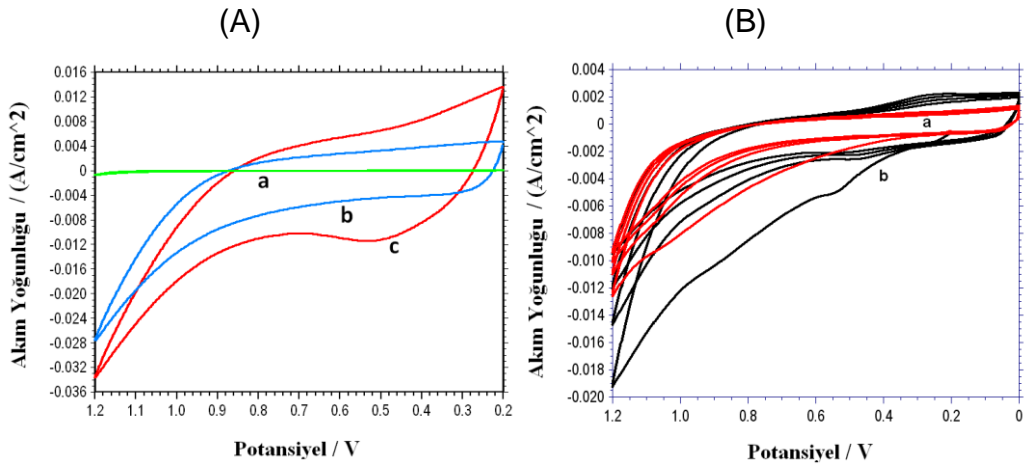 (A)
(B)
Akım Yoğunluğu / (A/cm^2)
0.016
0.012
0.008
0.004
0
-0.004
-0.008
-0.012
-0.016
-0.020
-0.024
-0.028
-0.032
-0.036
a
b
c
1.2 1.1 1.0 0.9 0.8 0.7 0.6 0.5 0.4 0.3 0.2
Potansiyel / V
Akım Yoğunluğu / (A/cm^2)
0.004
0.002
0
-0.002
-0.004
-0.006
-0.008
-0.010
-0.012
-0.014
-0.016
-0.018
-0.020
a
b
1.2 1.0 0.8 0.6 0.4 0.2 0
Potansiyel / V